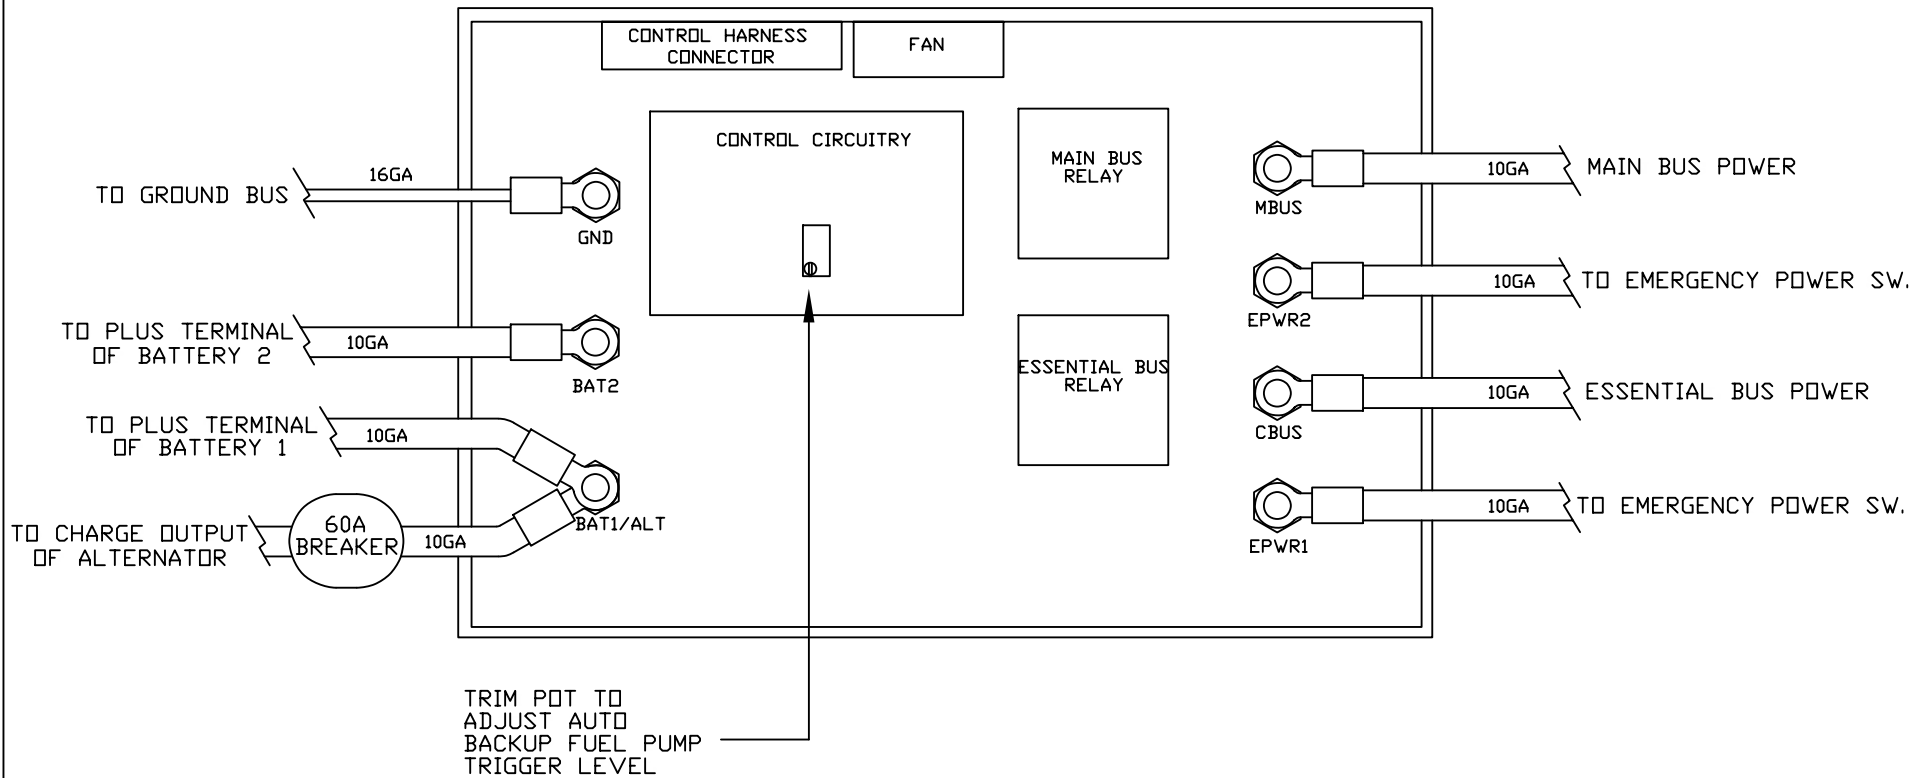 CONTROL HARNESS
CONNECTOR
FAN
CONTROL CIRCUITRY
MAIN BUS
RELAY
ESSENTIAL BUS
RELAY
TO GROUND BUS
16GA
GND
TO PLUS TERMINAL
OF BATTERY 2
10GA
BAT2
TO PLUS TERMINAL
OF BATTERY 1
10GA
TO CHARGE OUTPUT
OF ALTERNATOR
60A
BREAKER
10GA
BAT1/ALT
10GA
MAIN BUS POWER
MBUS
10GA
TO EMERGENCY POWER SW.
EPWR2
10GA
ESSENTIAL BUS POWER
CBUS
10GA
TO EMERGENCY POWER SW.
EPWR1
TRIM POT TO
ADJUST AUTO
BACKUP FUEL PUMP
TRIGGER LEVEL